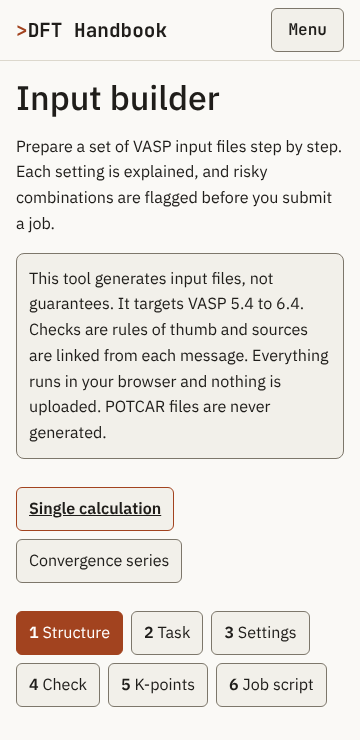 >DFT Handbook
Menu
Input builder
Prepare a set of VASP input files step by step.
Each setting is explained, and risky
combinations are flagged before you submit
a job.
This tool generates input files, not
guarantees. It targets VASP 5.4 to 6.4.
Checks are rules of thumb and sources
are linked from each message. Everything
runs in your browser and nothing is
uploaded. POTCAR files are never
generated.
Single calculation
Convergence series
1 Structure
2 Task
3 Settings
4 Check
5 K-points
6 Job script